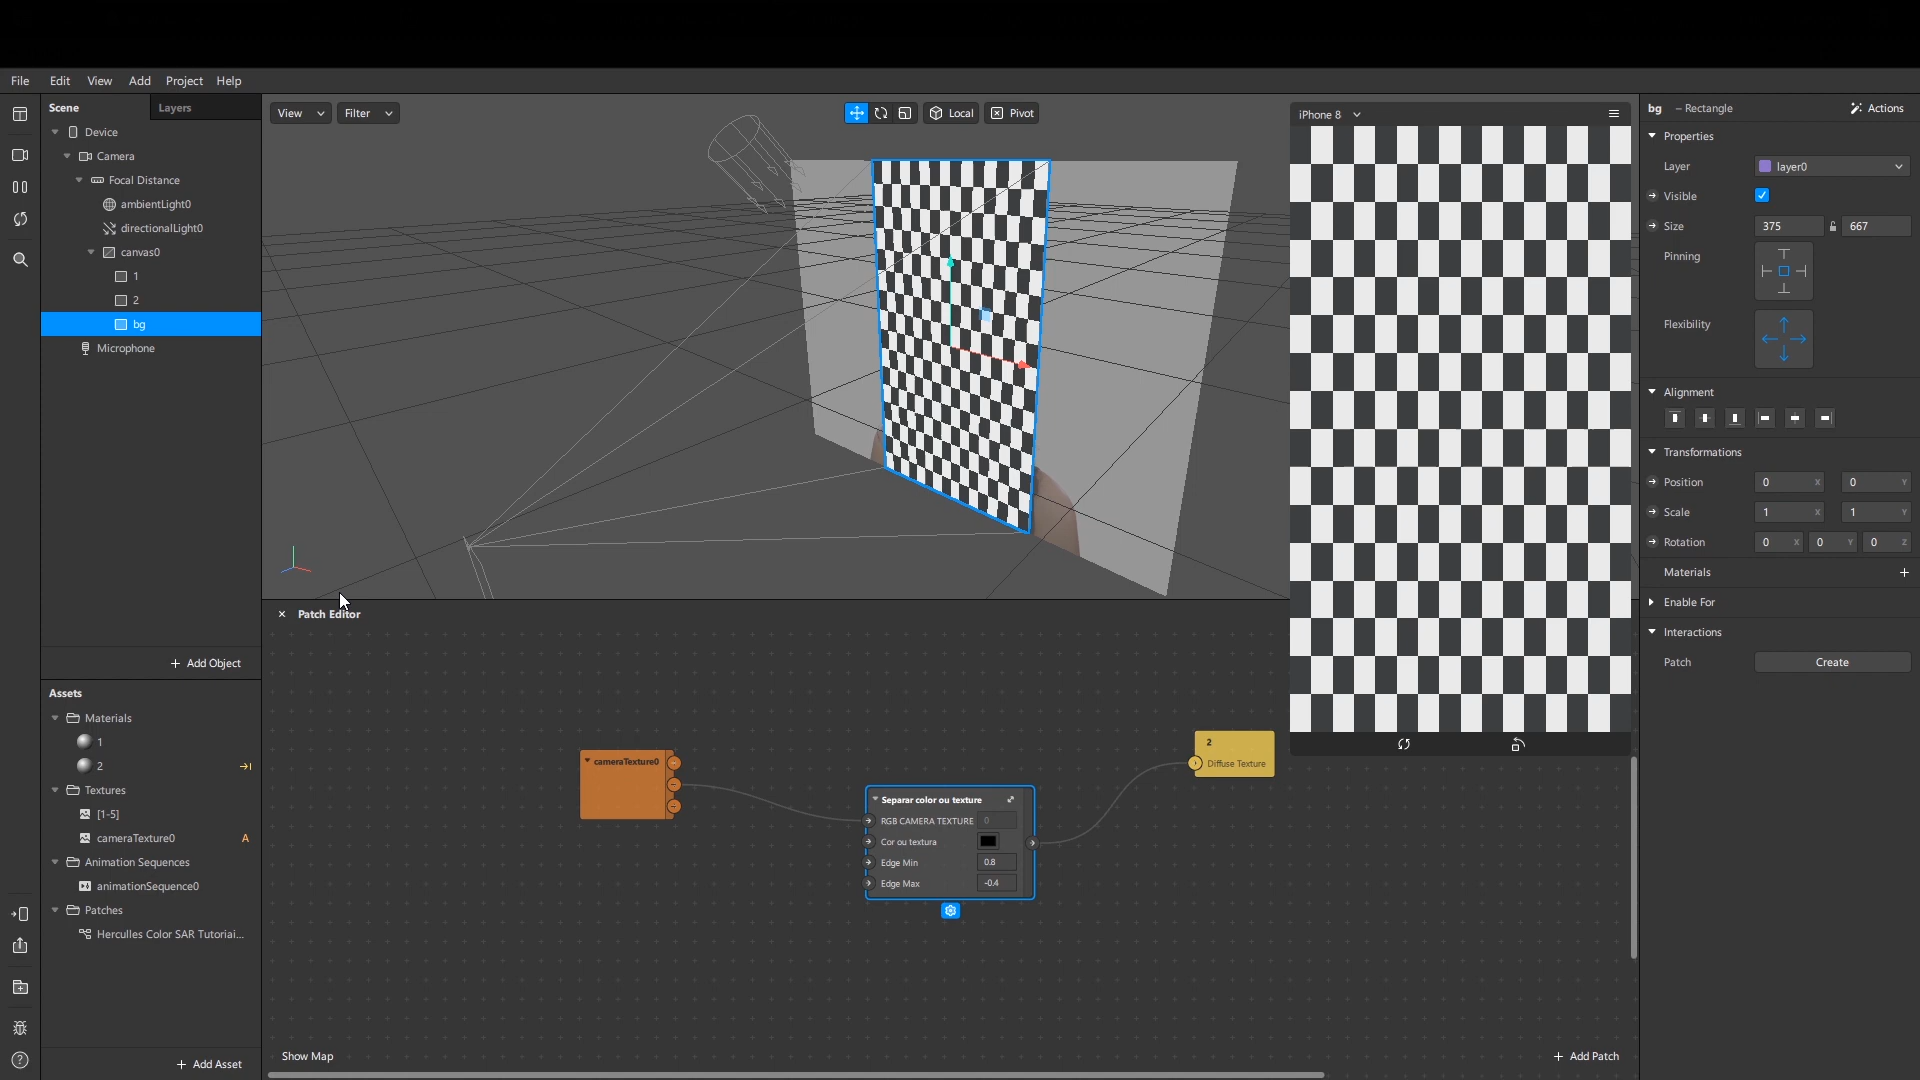 File Edit View Add Project Help
Scene Layers
Device
Camera
Focal Distance
ambientLight0
directionalLight0
canvas0
1
2
bg
Microphone
+ Add Object
Assets
Materials
1
2
Textures
[1-5]
cameraTexture0 A
Animation Sequences
animationSequence0
Patches
Herculles Color SAR Tutoriai...
+ Add Asset
View Filter
Local Pivot
iPhone 8
× Patch Editor
cameraTexture0
Separar color ou texture
RGB CAMERA TEXTURE 0
Cor ou textura
Edge Min 0.8
Edge Max -0.4
2
Diffuse Texture
Show Map
+ Add Patch
bg – Rectangle Actions
Properties
Layer layer0
Visible
Size 375 667
Pinning
Flexibility
Alignment
Transformations
Position 0 X 0 Y
Scale 1 X 1 Y
Rotation 0 X 0 Y 0 Z
Materials +
Enable For
Interactions
Patch Create